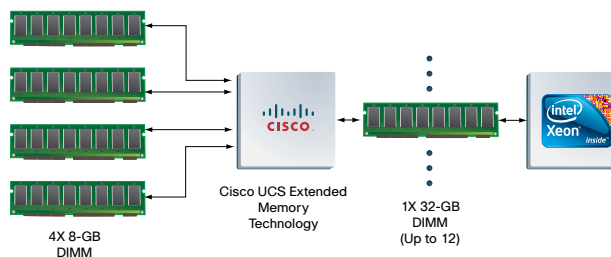 CISCO
intel
Xeon
inside
Cisco UCS Extended
Memory
Technology
1X 32-GB
DIMM
(Up to 12)
4X 8-GB
DIMM